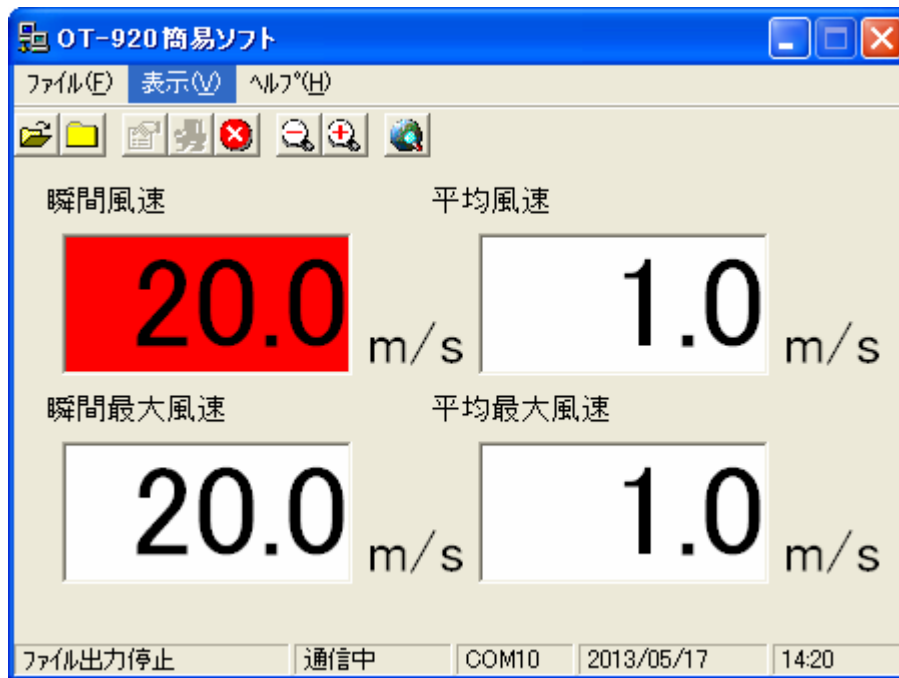 OT-920簡易ソフト
ﾌｧｲﾙ(F) 表示(V) ﾍﾙﾌﾟ(H)
瞬間風速 平均風速
20.0 m/s 1.0 m/s
瞬間最大風速 平均最大風速
20.0 m/s 1.0 m/s
ﾌｧｲﾙ出力停止 通信中 COM10 2013/05/17 14:20